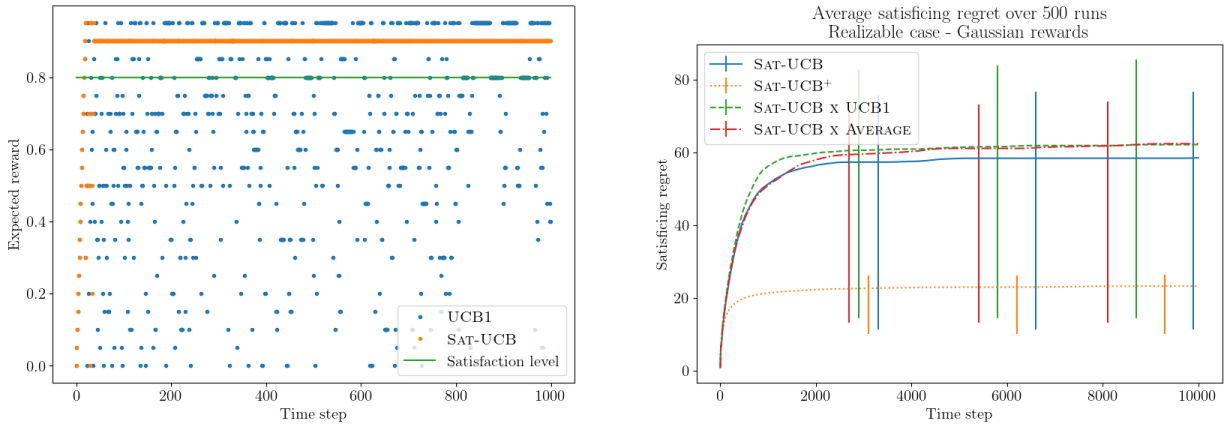 Expected reward
0.8
0.6
0.4
0.2
0.0
UCB1
SAT-UCB
Satisfaction level
0
200
400
600
800
1000
Time step
Average satisficing regret over 500 runs
Realizable case - Gaussian rewards
Satisficing regret
80
60
40
20
0
SAT-UCB
SAT-UCB⁺
SAT-UCB X UCB1
SAT-UCB X AVERAGE
0
2000
4000
6000
8000
10000
Time step